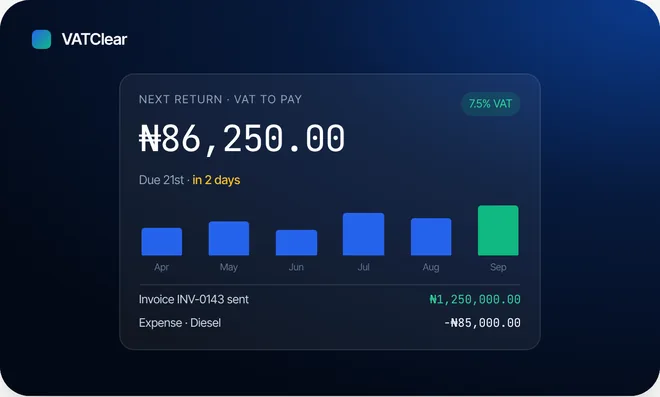 VATClear
NEXT RETURN · VAT TO PAY
7.5% VAT
₦86,250.00
Due 21st · in 2 days
Apr May Jun Jul Aug Sep
Invoice INV-0143 sent ₦1,250,000.00
Expense · Diesel -₦85,000.00